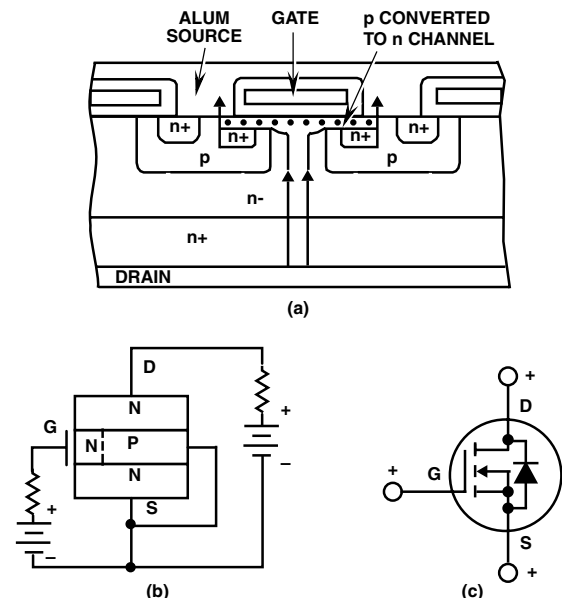 ALUM SOURCE
GATE
p CONVERTED TO n CHANNEL
n+
n+
n+
n+
p
p
n-
n+
DRAIN
(a)
D
N
G
N
P
+
N
S
+
–
+
–
(b)
+
D
+
G
S
+
(c)